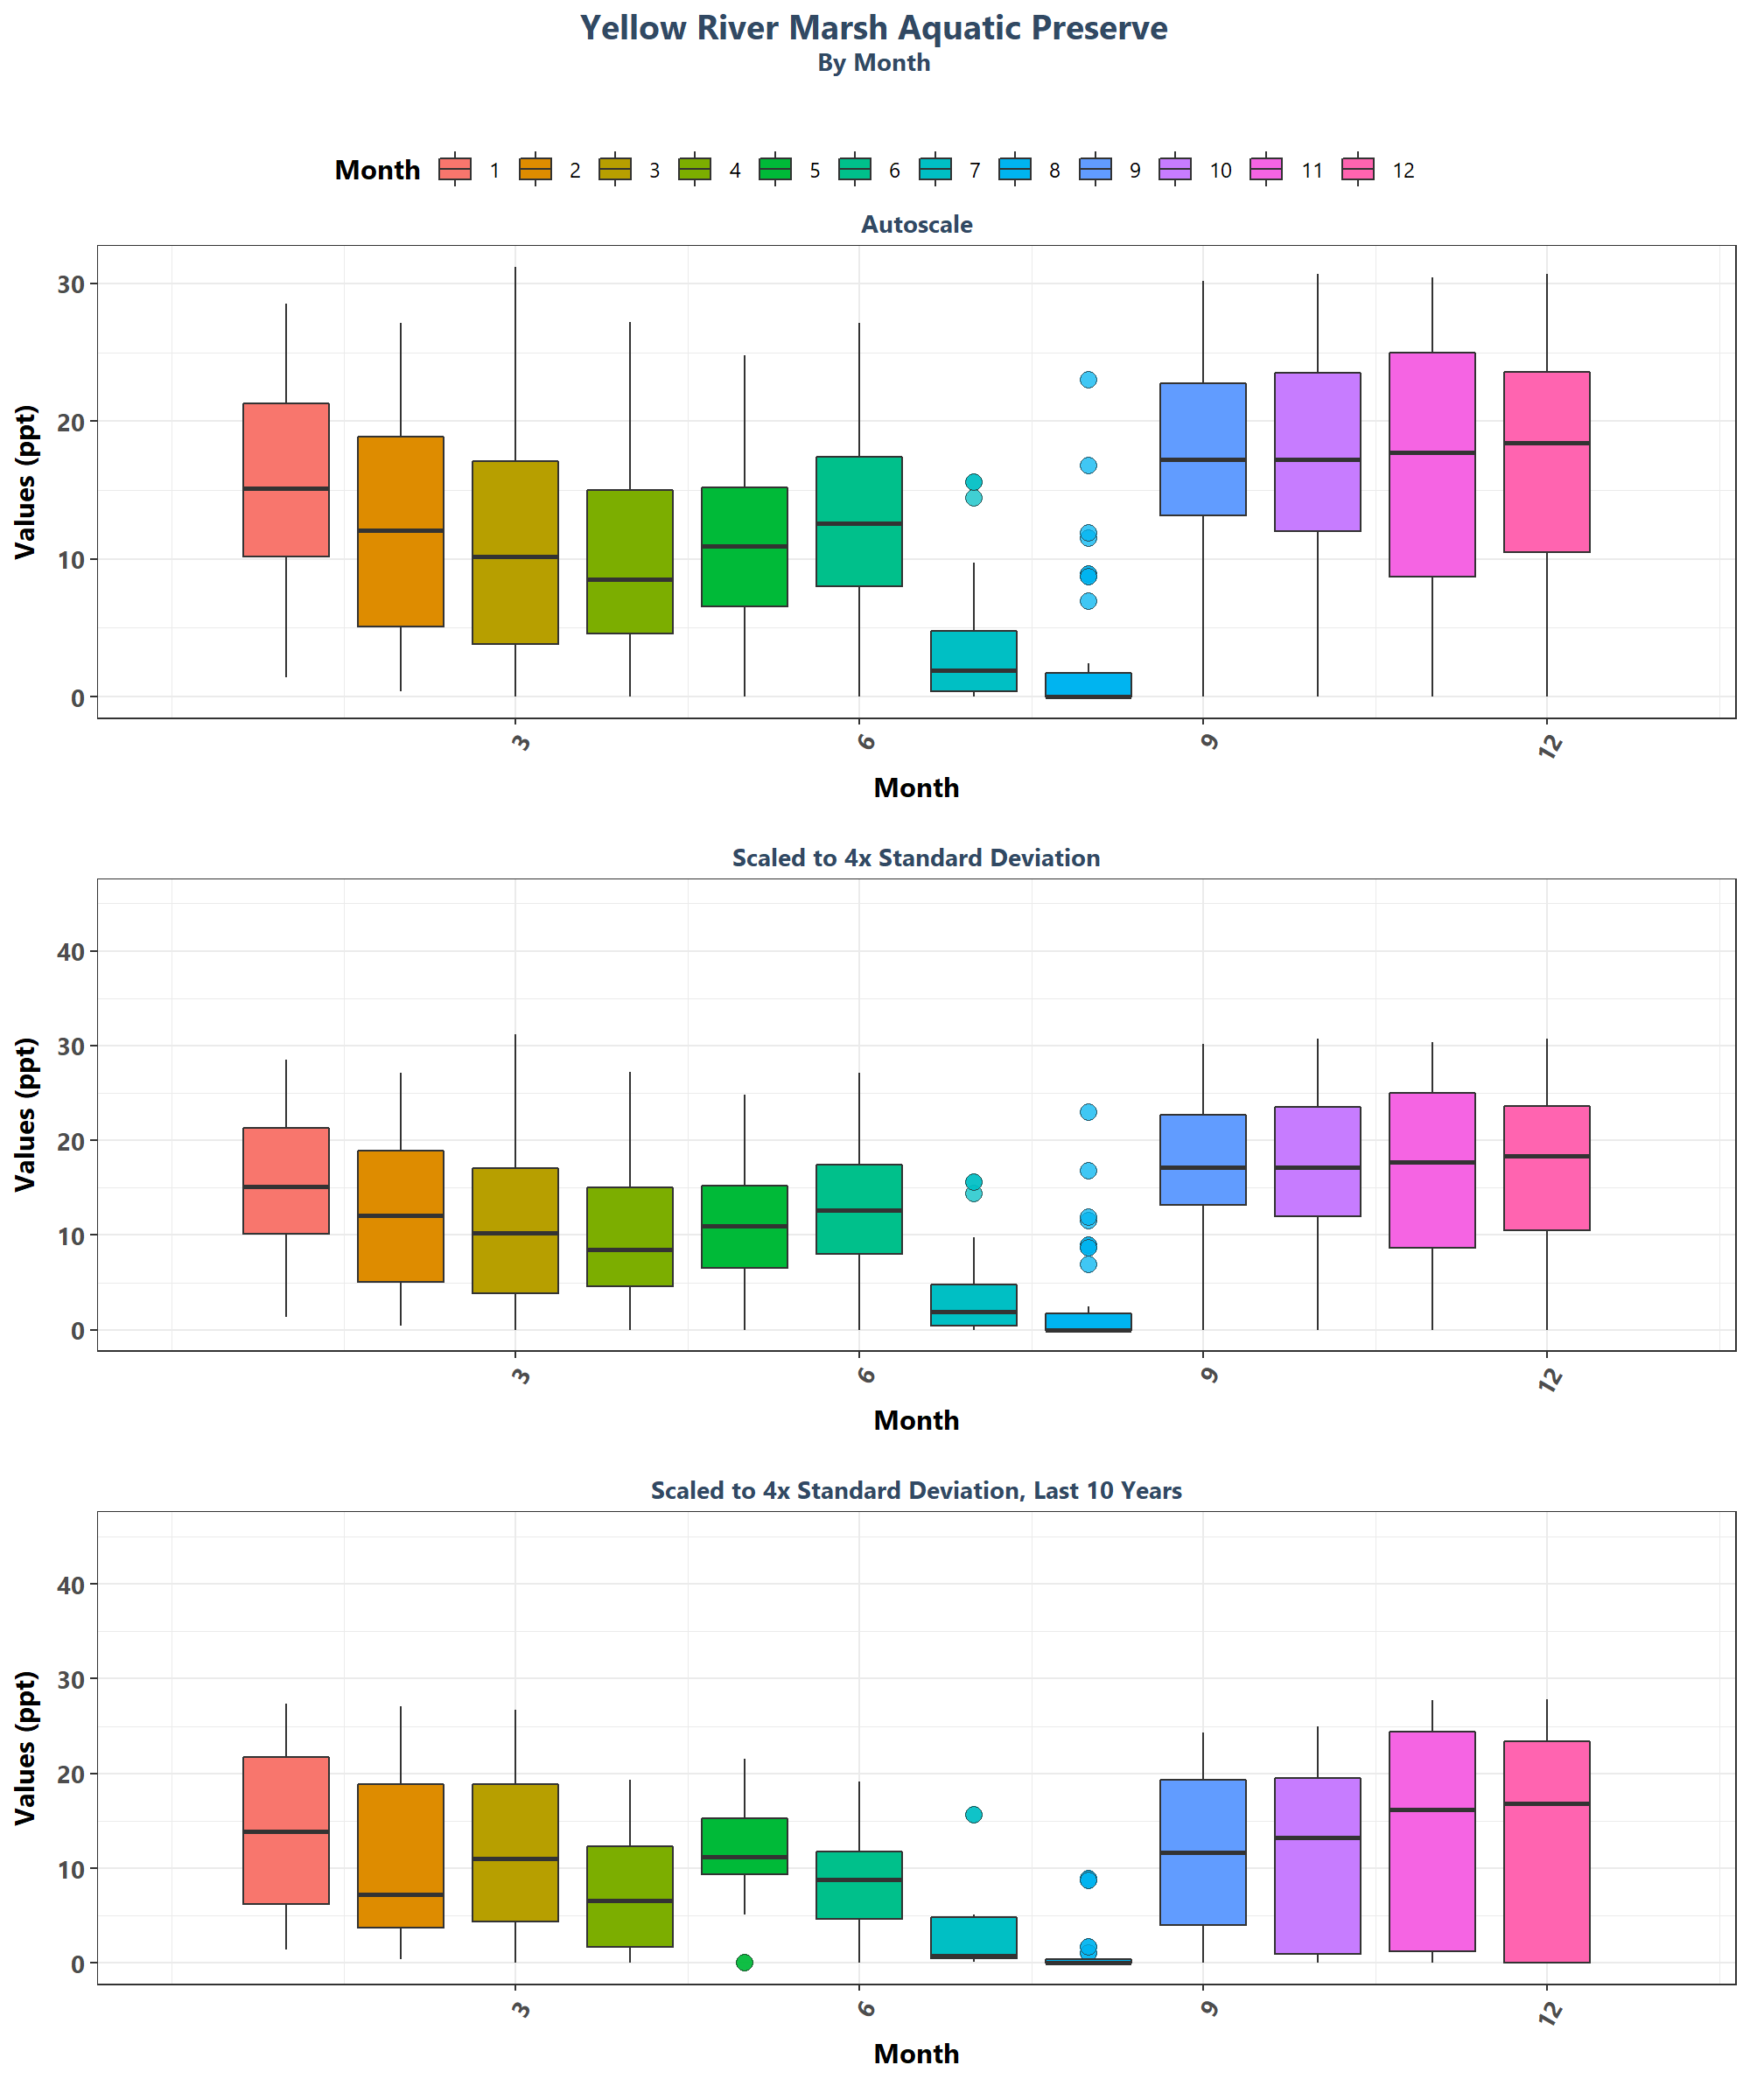 Yellow River Marsh Aquatic Preserve
By Month
Month 1 2 3 4 5 6 7 8 9 10 11 12
Autoscale
Values (ppt)
30
20
10
0
3 6 9 12
Month
Scaled to 4x Standard Deviation
Values (ppt)
40
30
20
10
0
3 6 9 12
Month
Scaled to 4x Standard Deviation, Last 10 Years
Values (ppt)
40
30
20
10
0
3 6 9 12
Month